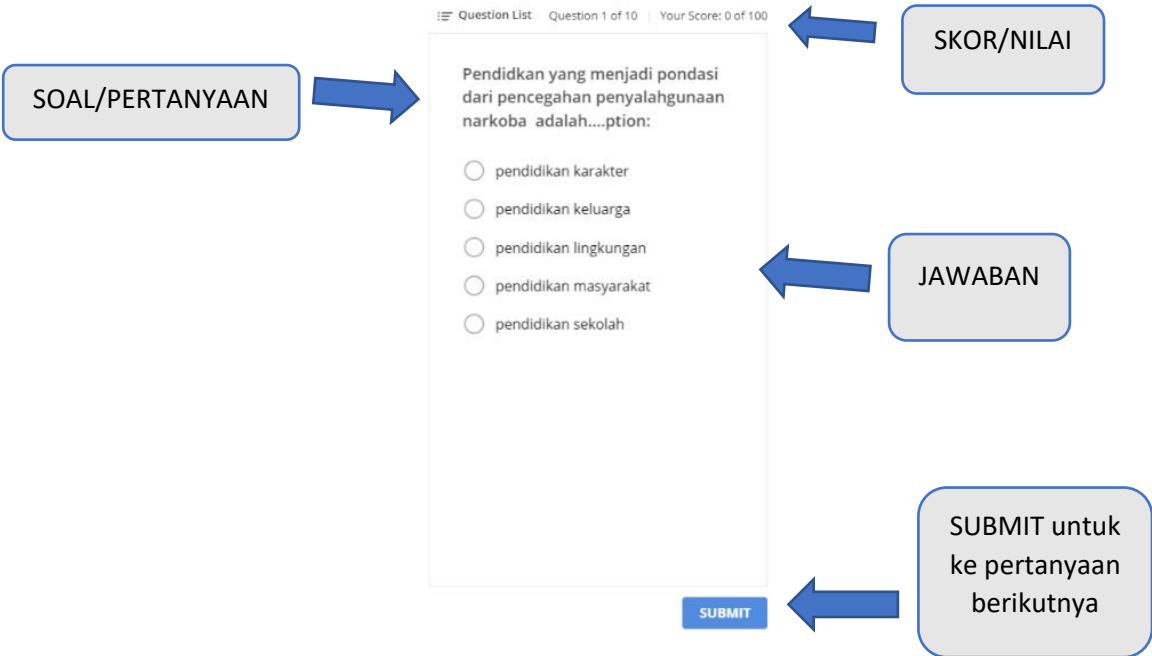 Question List Question 1 of 10 | Your Score: 0 of 100
SKOR/NILAI
SOAL/PERTANYAAN
Pendidkan yang menjadi pondasi
dari pencegahan penyalahgunaan
narkoba adalah....ption:
pendidikan karakter
pendidikan keluarga
pendidikan lingkungan
pendidikan masyarakat
pendidikan sekolah
JAWABAN
SUBMIT
SUBMIT untuk
ke pertanyaan
berikutnya